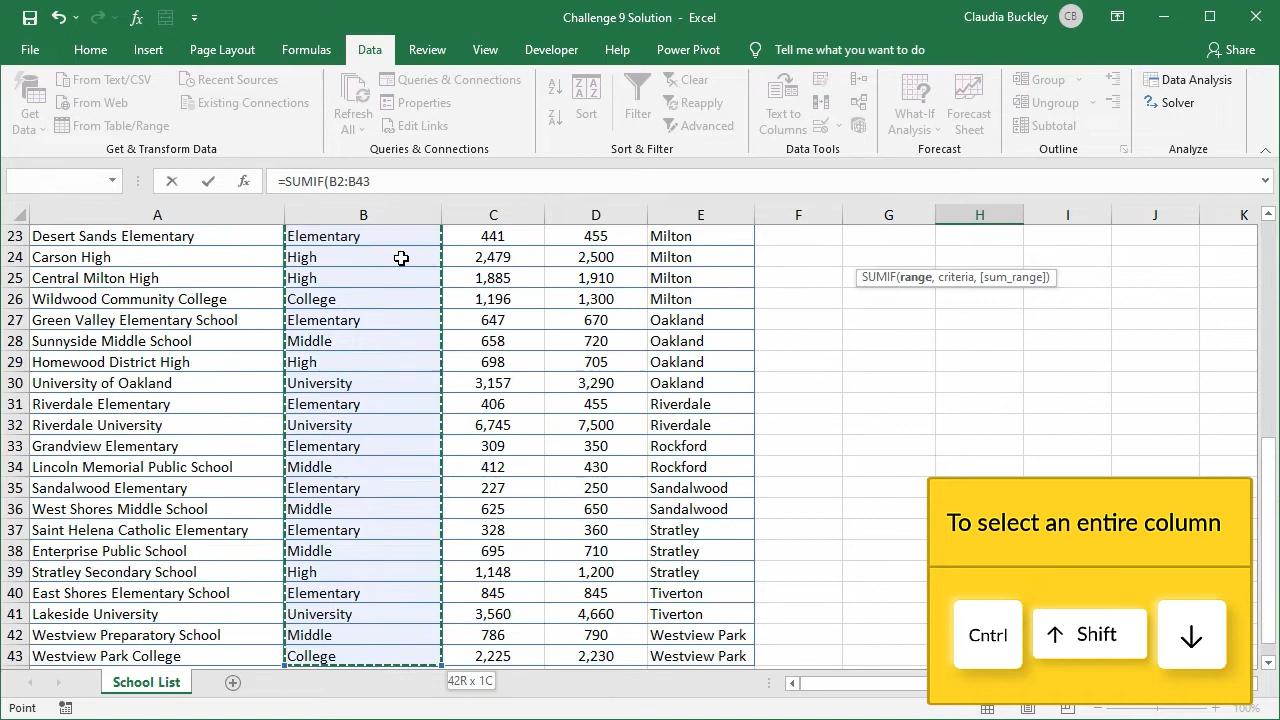 Challenge 9 Solution - Excel
Claudia Buckley
CB
File Home Insert Page Layout Formulas Data Review View Developer Help Power Pivot Tell me what you want to do Share
Get Data
From Text/CSV
From Web
From Table/Range
Recent Sources
Existing Connections
Get & Transform Data
Refresh All
Queries & Connections
Properties
Edit Links
Queries & Connections
Sort
Filter
Clear
Reapply
Advanced
Sort & Filter
Text to Columns
Data Tools
What-If Analysis
Forecast Sheet
Forecast
Group
Ungroup
Subtotal
Outline
Data Analysis
Solver
Analyze
=SUMIF(B2:B43
A B C D E F G H I J K
23 Desert Sands Elementary Elementary 441 455 Milton
24 Carson High High 2,479 2,500 Milton
25 Central Milton High High 1,885 1,910 Milton
SUMIF(range, criteria, [sum_range])
26 Wildwood Community College College 1,196 1,300 Milton
27 Green Valley Elementary School Elementary 647 670 Oakland
28 Sunnyside Middle School Middle 658 720 Oakland
29 Homewood District High High 698 705 Oakland
30 University of Oakland University 3,157 3,290 Oakland
31 Riverdale Elementary Elementary 406 455 Riverdale
32 Riverdale University University 6,745 7,500 Riverdale
33 Grandview Elementary Elementary 309 350 Rockford
34 Lincoln Memorial Public School Middle 412 430 Rockford
35 Sandalwood Elementary Elementary 227 250 Sandalwood
36 West Shores Middle School Middle 625 650 Sandalwood
37 Saint Helena Catholic Elementary Elementary 328 360 Stratley
38 Enterprise Public School Middle 695 710 Stratley
39 Stratley Secondary School High 1,148 1,200 Stratley
40 East Shores Elementary School Elementary 845 845 Tiverton
41 Lakeside University University 3,560 4,660 Tiverton
42 Westview Preparatory School Middle 786 790 Westview Park
43 Westview Park College College 2,225 2,230 Westview Park
42R x 1C
To select an entire column
Cntrl ↑ Shift ↓
School List
Point
100%